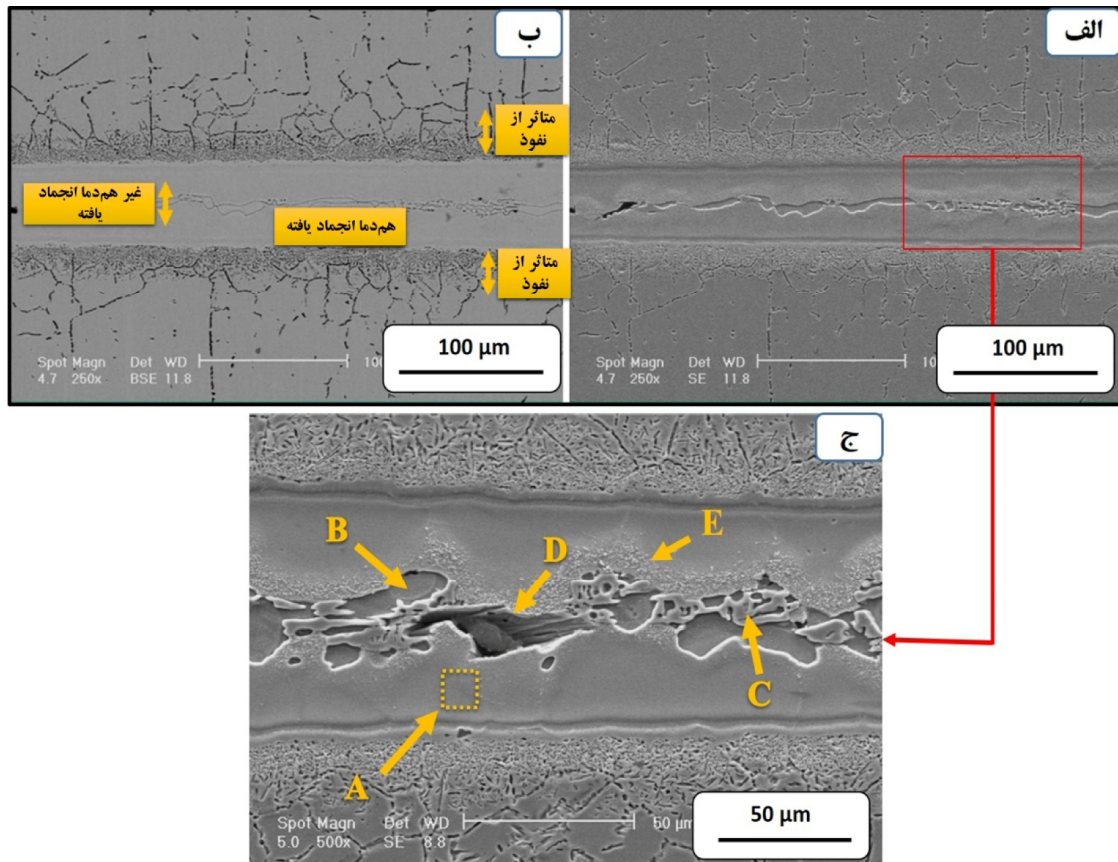 الف
ب
متاثر از
نفوذ
غیر هم‌دما انجماد
یافته
هم‌دما انجماد یافته
متاثر از
نفوذ
Spot Magn Det WD
4.7 250x BSE 11.8
100 µm
Spot Magn Det WD
4.7 250x SE 11.8
100 µm
ج
B
D
E
C
A
Spot Magn Det WD
5.0 500x SE 8.8
50 µm
50 µm